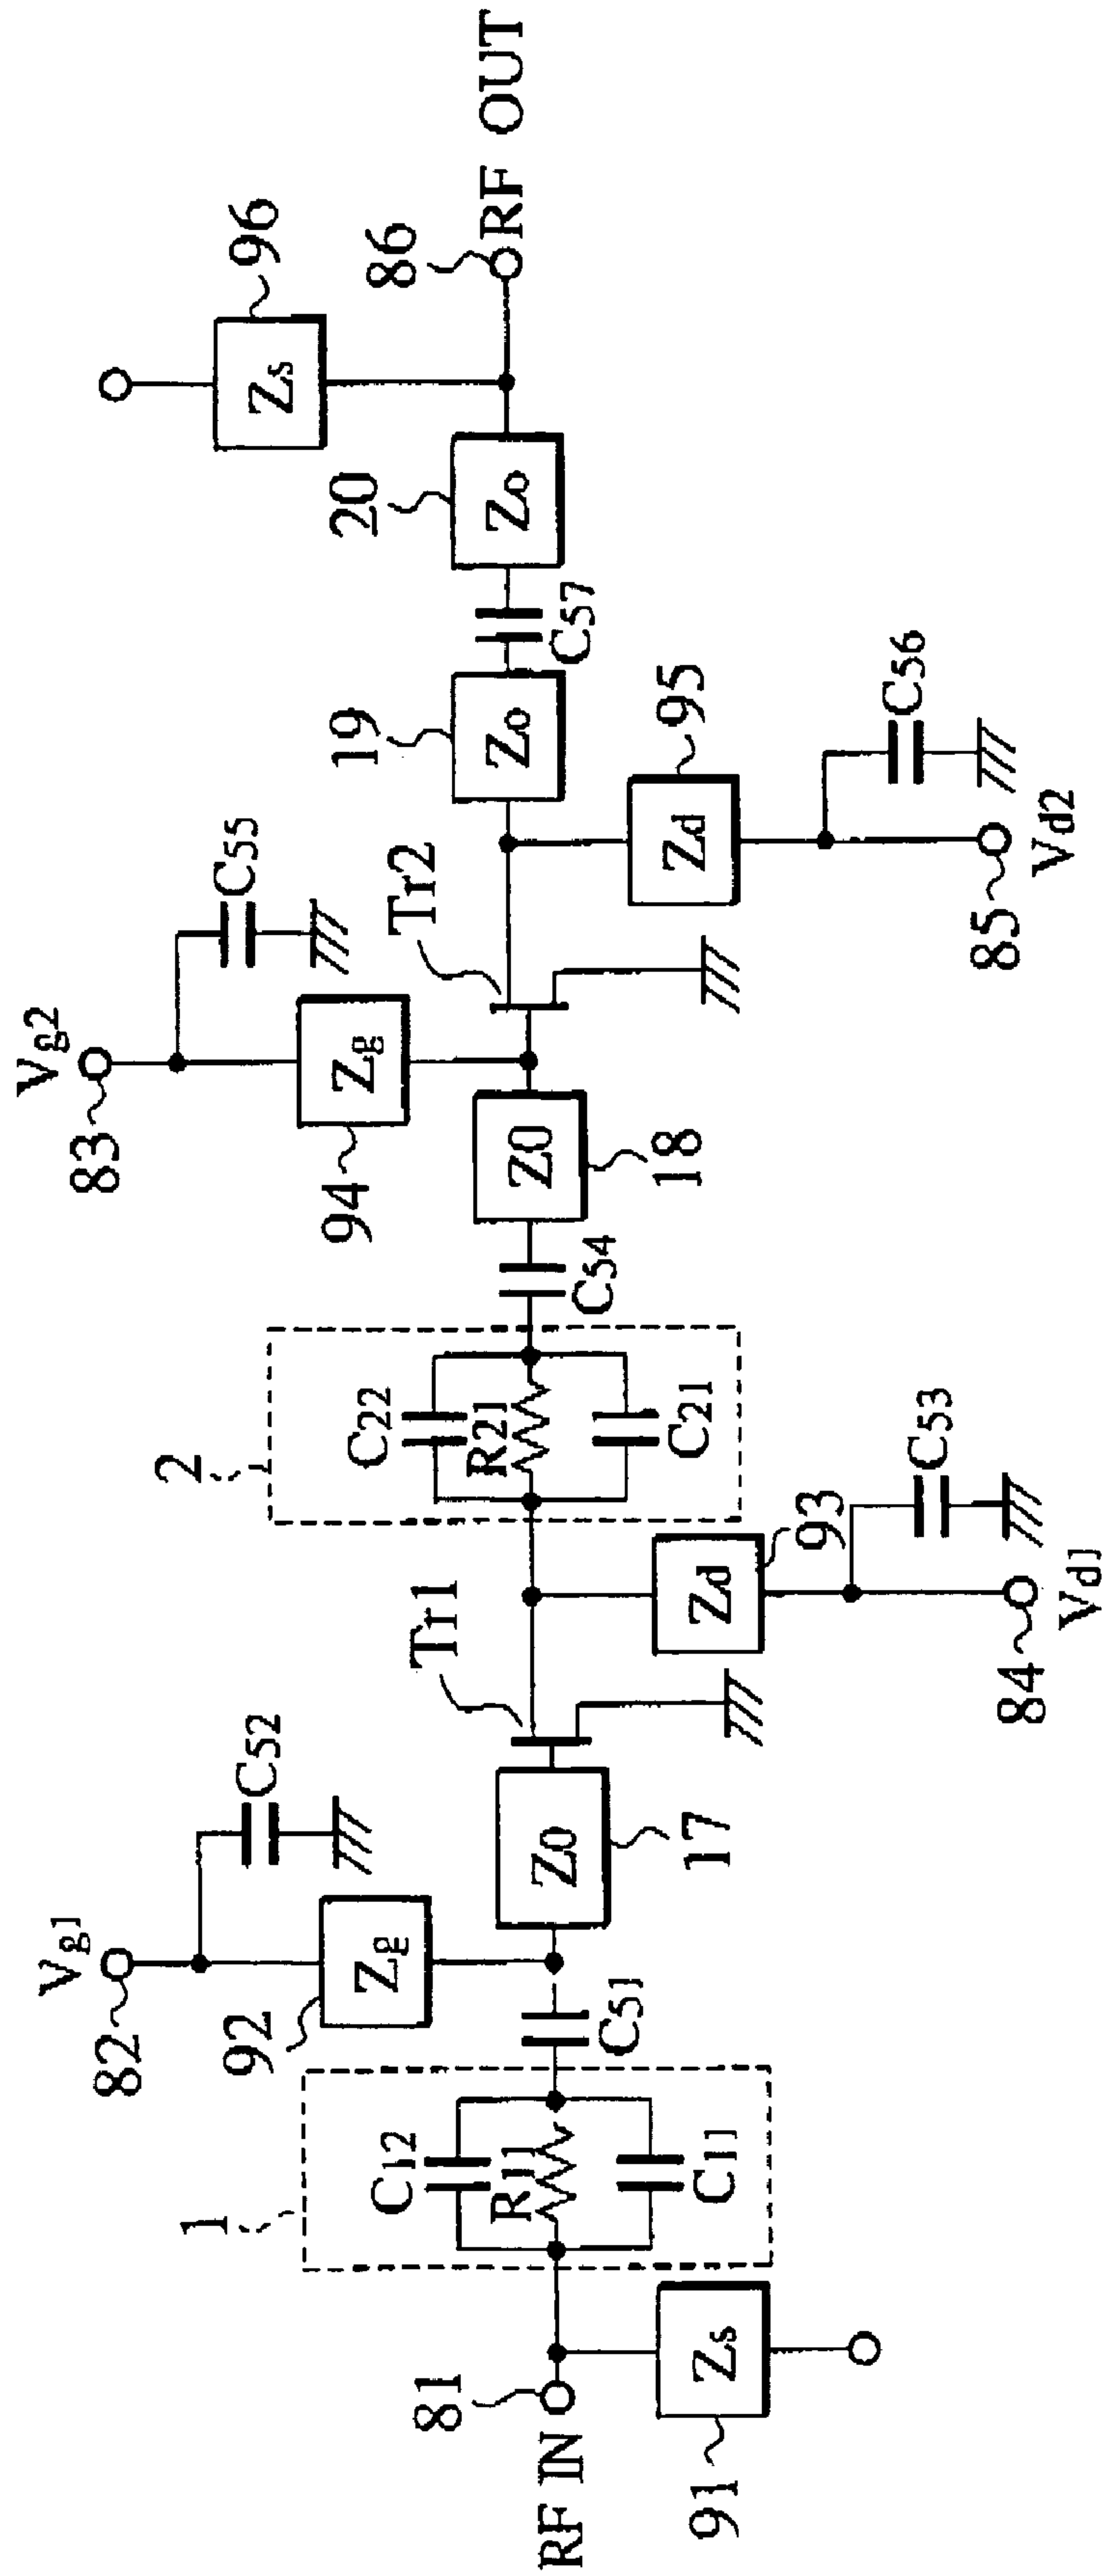 RF IN
81
91
Zs
1
C12
R11
C11
C51
82
Vg1
92
Zg
C52
Z0
17
Tr1
Zd
93
C53
84
Vd1
2
C22
R21
C21
C54
Z0
18
83
Vg2
94
Zg
C55
Tr2
Zd
95
C56
85
Vd2
19
Zo
C57
20
Zo
Zs
96
86
RF OUT